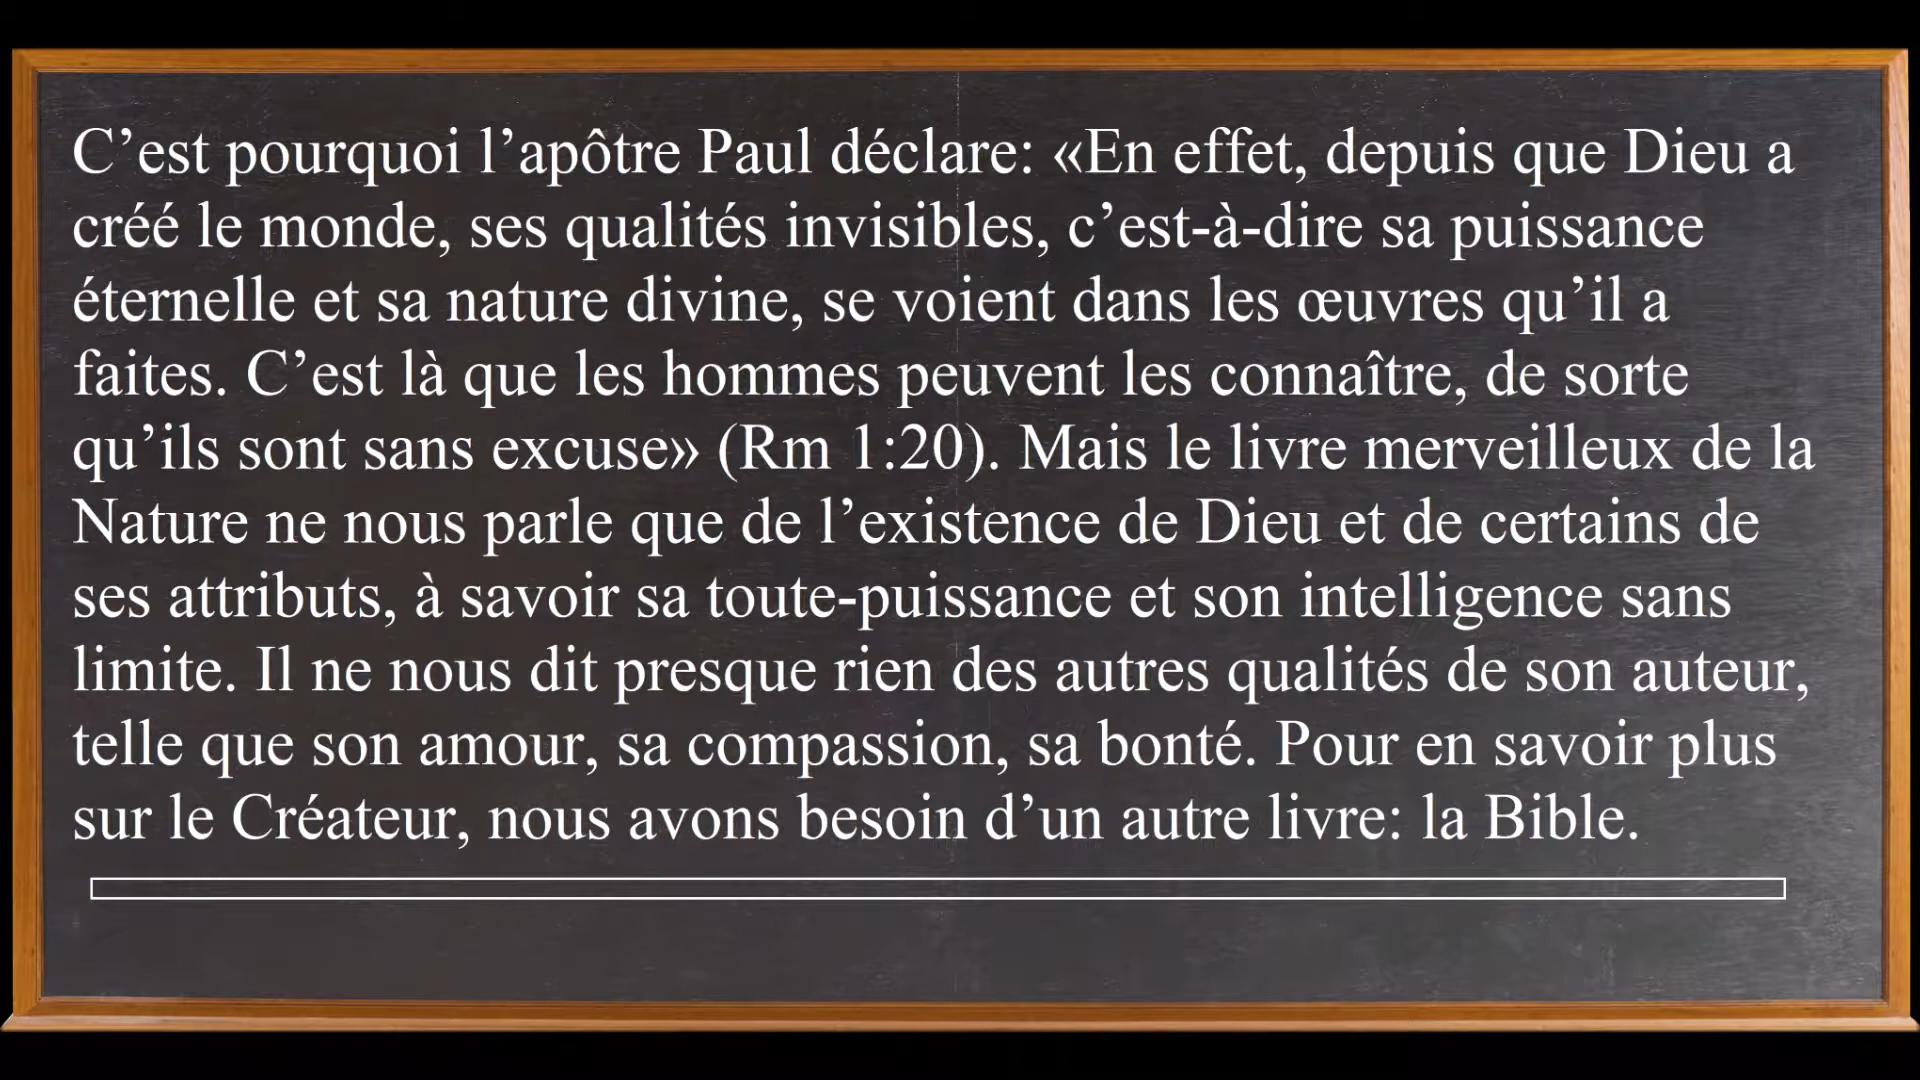 C’est pourquoi l’apôtre Paul déclare: «En effet, depuis que Dieu a
créé le monde, ses qualités invisibles, c’est-à-dire sa puissance
éternelle et sa nature divine, se voient dans les œuvres qu’il a
faites. C’est là que les hommes peuvent les connaître, de sorte
qu’ils sont sans excuse» (Rm 1:20). Mais le livre merveilleux de la
Nature ne nous parle que de l’existence de Dieu et de certains de
ses attributs, à savoir sa toute-puissance et son intelligence sans
limite. Il ne nous dit presque rien des autres qualités de son auteur,
telle que son amour, sa compassion, sa bonté. Pour en savoir plus
sur le Créateur, nous avons besoin d’un autre livre: la Bible.